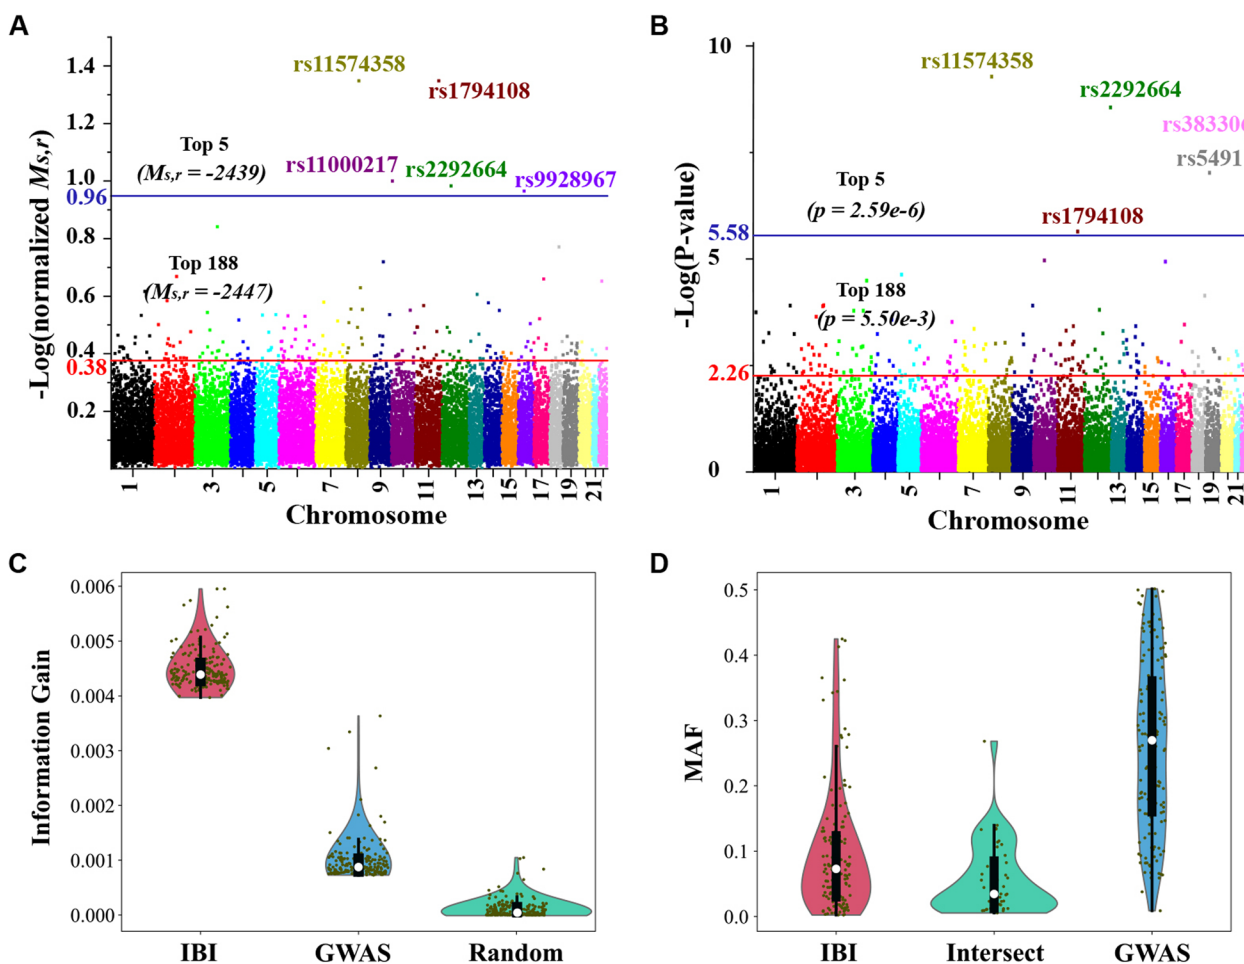 A
-Log(normalized Ms,r)
1.4
1.2
1.0
0.96
0.8
0.6
0.4
0.38
0.2
rs11574358
rs1794108
Top 5
(Ms,r = -2439)
rs11000217
rs2292664
rs9928967
Top 188
(Ms,r = -2447)
1
3
5
7
9
11
13
15
17
19
21
Chromosome
B
-Log(P-value)
10
5.58
5
2.26
0
rs11574358
rs2292664
rs38330
rs5491
Top 5
(p = 2.59e-6)
rs1794108
Top 188
(p = 5.50e-3)
1
3
5
7
9
11
13
15
17
19
21
Chromosome
C
Information Gain
0.006
0.005
0.004
0.003
0.002
0.001
0.000
IBI
GWAS
Random
D
MAF
0.5
0.4
0.3
0.2
0.1
0.0
IBI
Intersect
GWAS